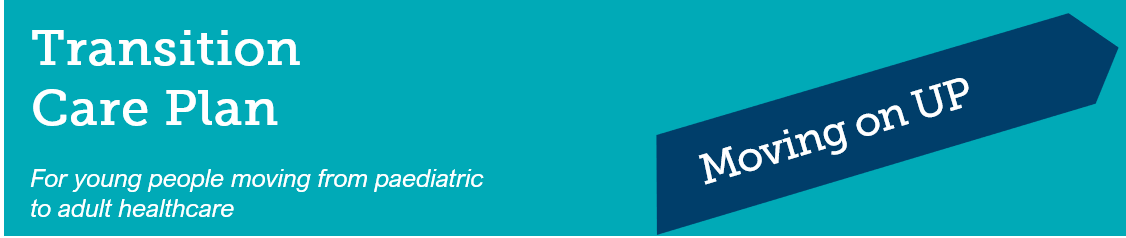 Transition
Care Plan
For young people moving from paediatric
to adult healthcare
Moving on UP